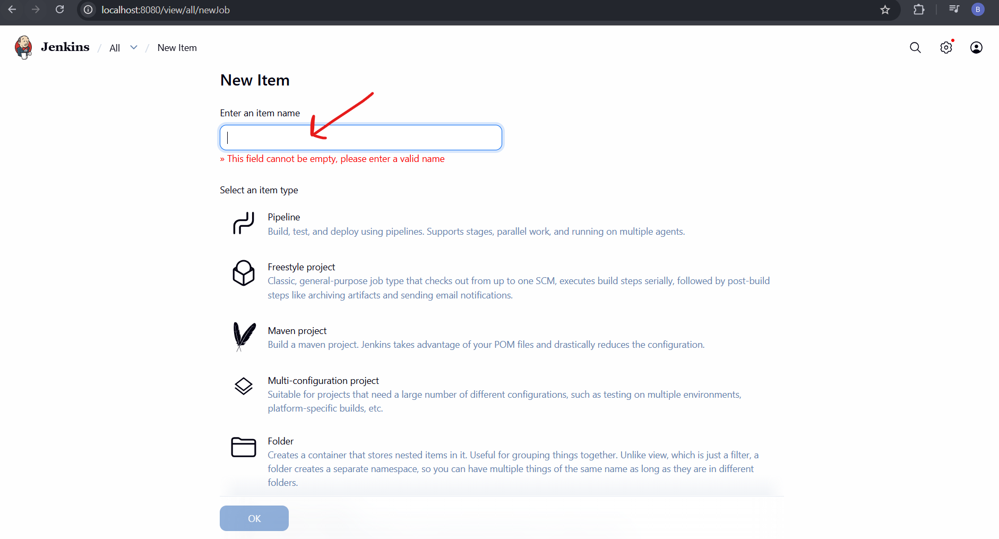 localhost:8080/view/all/newJob
B
Jenkins / All / New Item
New Item
Enter an item name
» This field cannot be empty, please enter a valid name
Select an item type
Pipeline
Build, test, and deploy using pipelines. Supports stages, parallel work, and running on multiple agents.
Freestyle project
Classic, general-purpose job type that checks out from up to one SCM, executes build steps serially, followed by post-build
steps like archiving artifacts and sending email notifications.
Maven project
Build a maven project. Jenkins takes advantage of your POM files and drastically reduces the configuration.
Multi-configuration project
Suitable for projects that need a large number of different configurations, such as testing on multiple environments,
platform-specific builds, etc.
Folder
Creates a container that stores nested items in it. Useful for grouping things together. Unlike view, which is just a filter, a
folder creates a separate namespace, so you can have multiple things of the same name as long as they are in different
folders.
OK